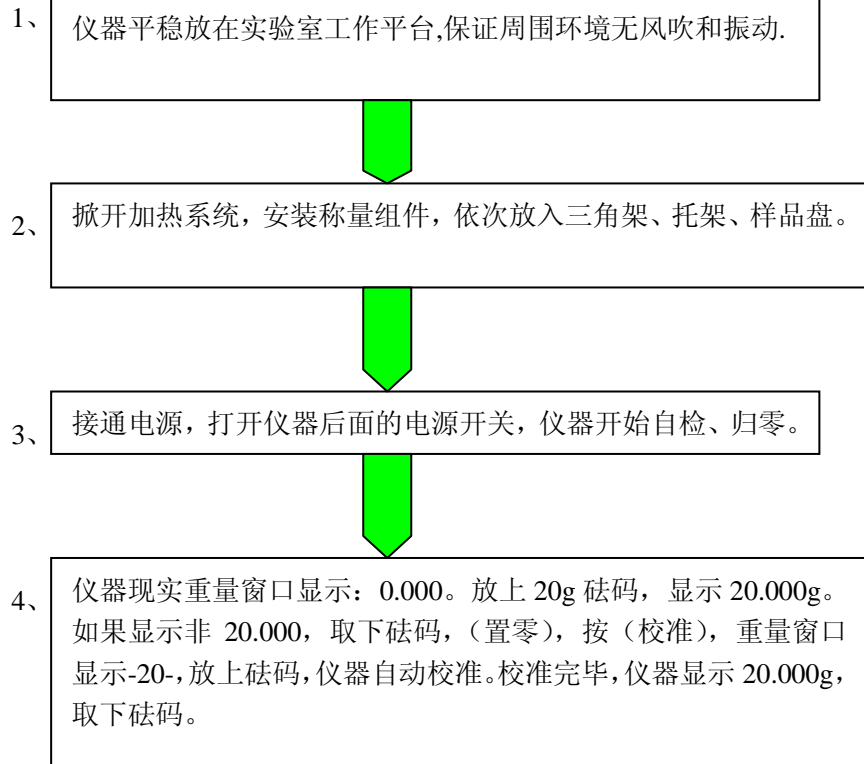 1、 仪器平稳放在实验室工作平台,保证周围环境无风吹和振动.
2、 掀开加热系统，安装称量组件，依次放入三角架、托架、样品盘。
3、 接通电源，打开仪器后面的电源开关，仪器开始自检、归零。
4、 仪器现实重量窗口显示：0.000。放上 20g 砝码，显示 20.000g。
如果显示非 20.000，取下砝码，（置零），按（校准），重量窗口
显示-20-，放上砝码，仪器自动校准。校准完毕，仪器显示 20.000g，
取下砝码。